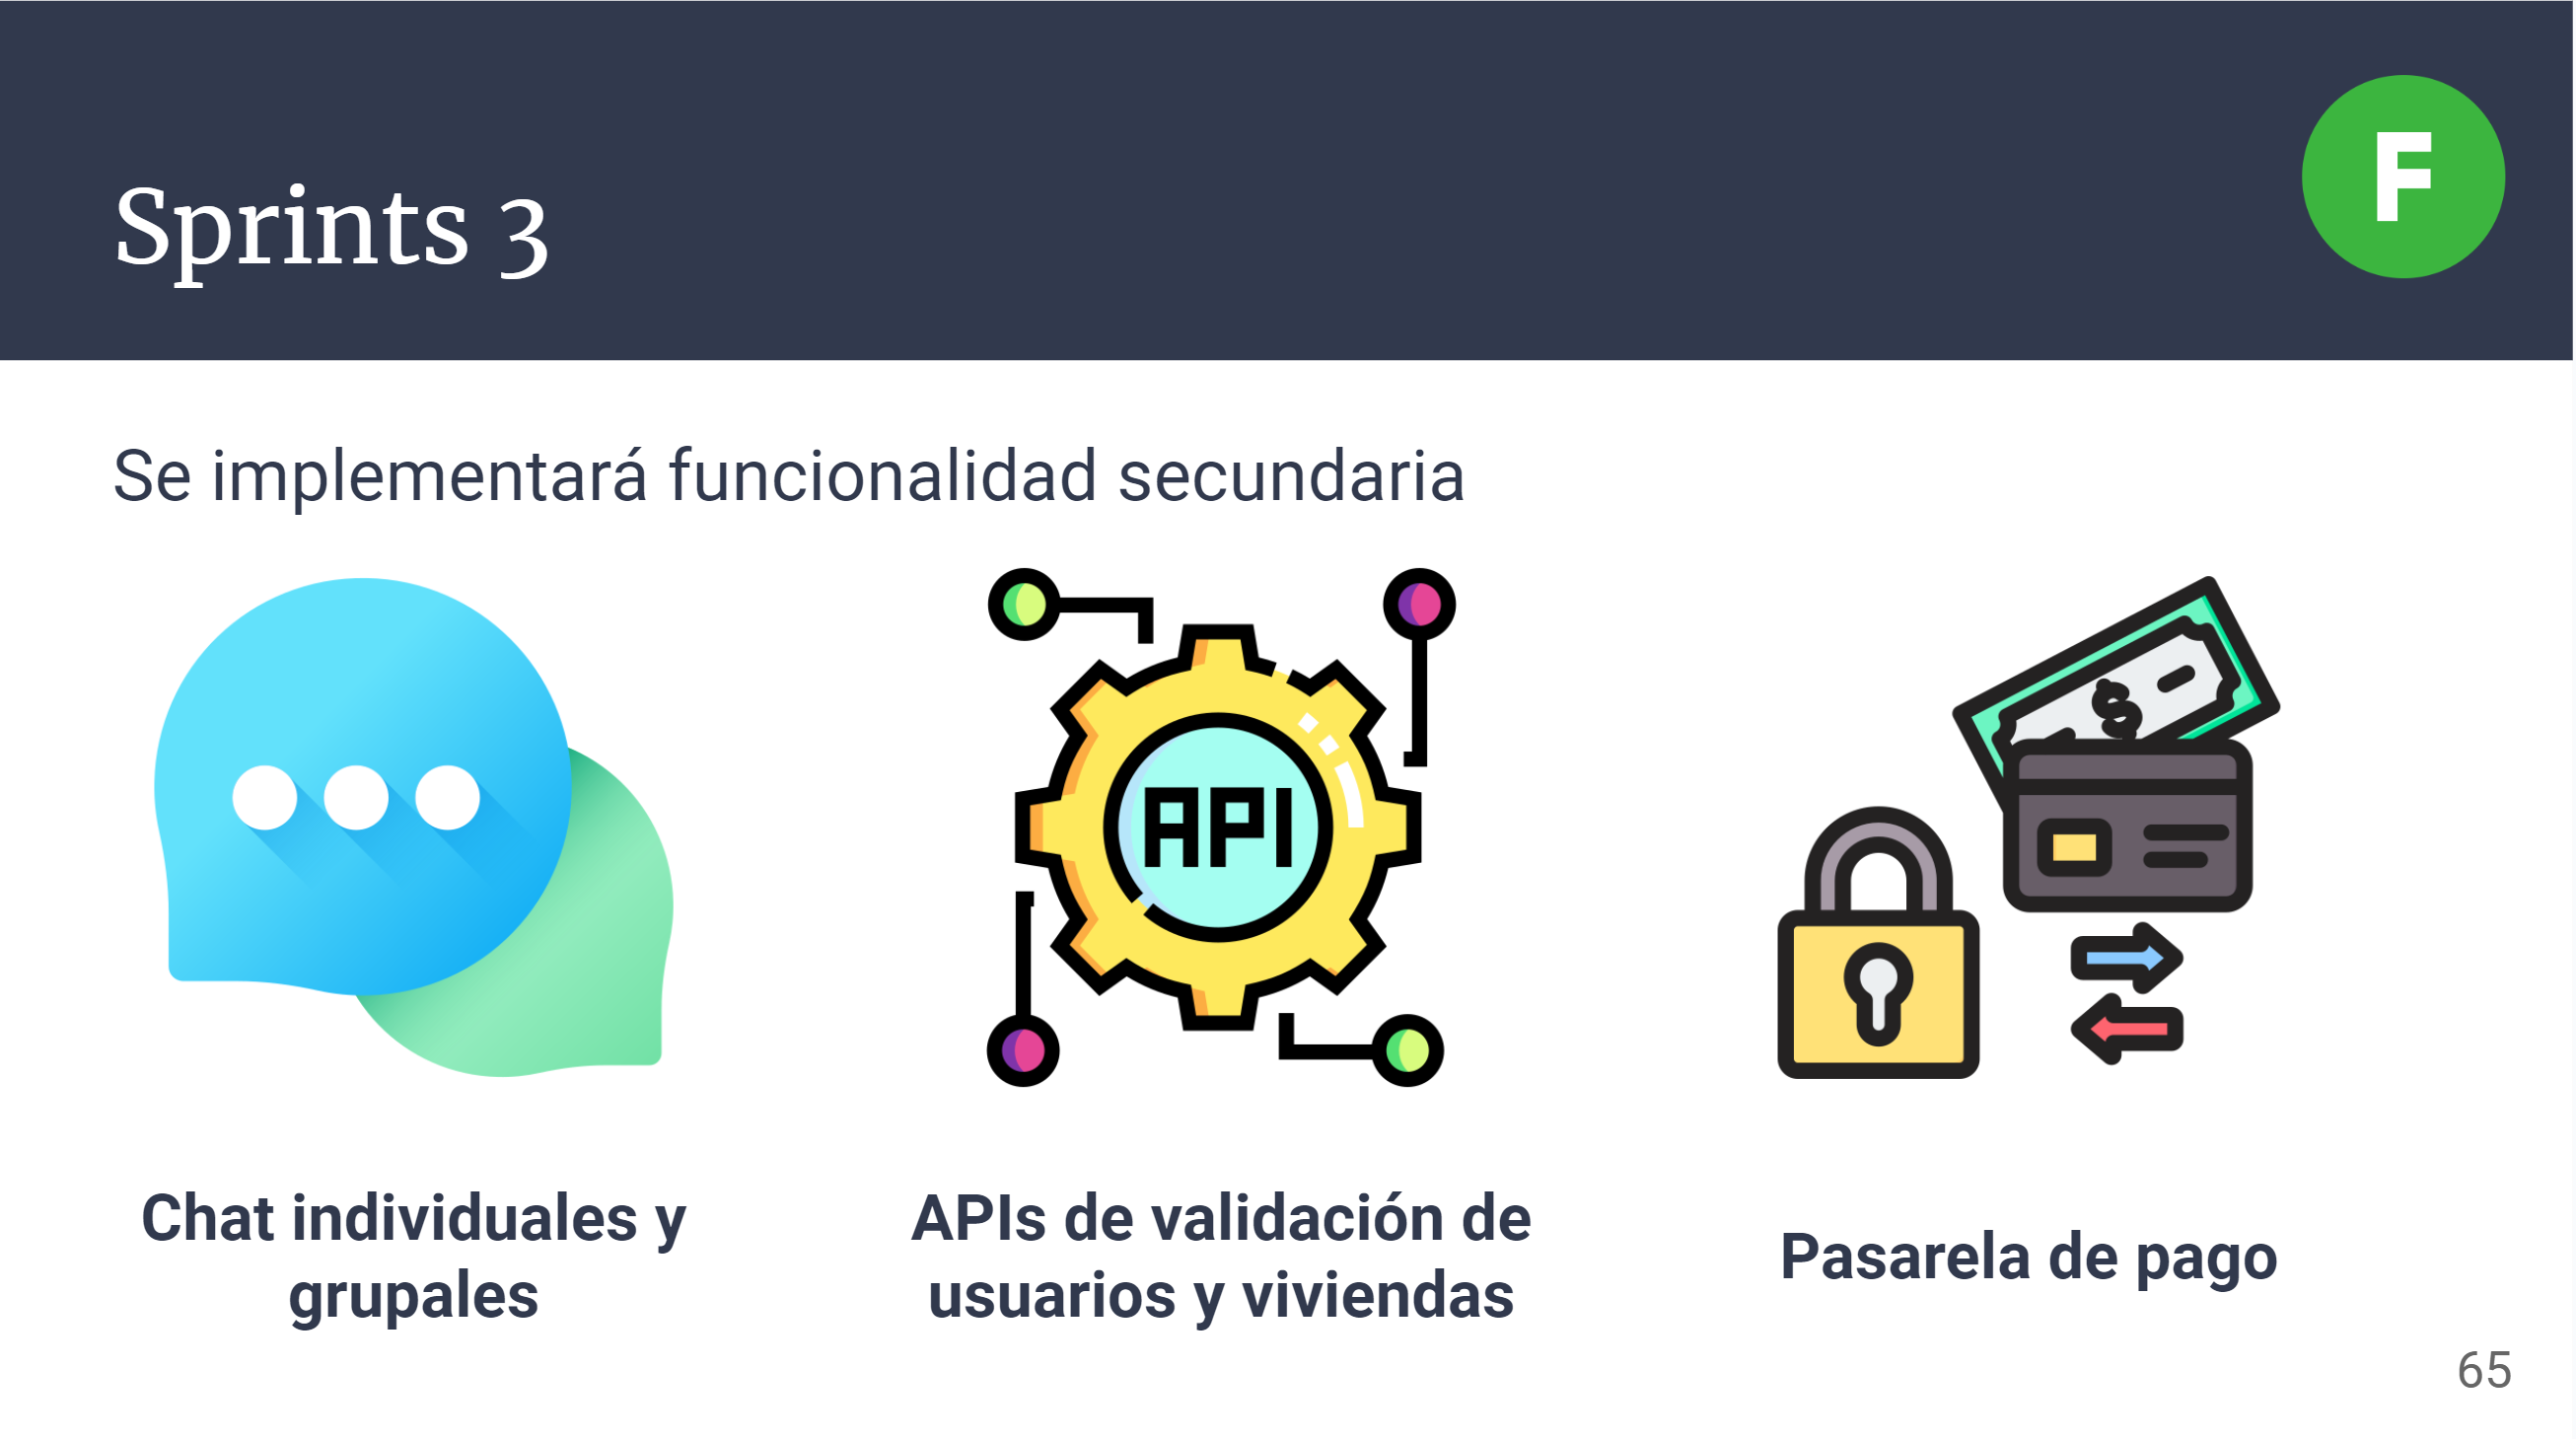 Sprints 3
F
Se implementará funcionalidad secundaria
API
$
Chat individuales y
grupales
APIs de validación de
usuarios y viviendas
Pasarela de pago
65